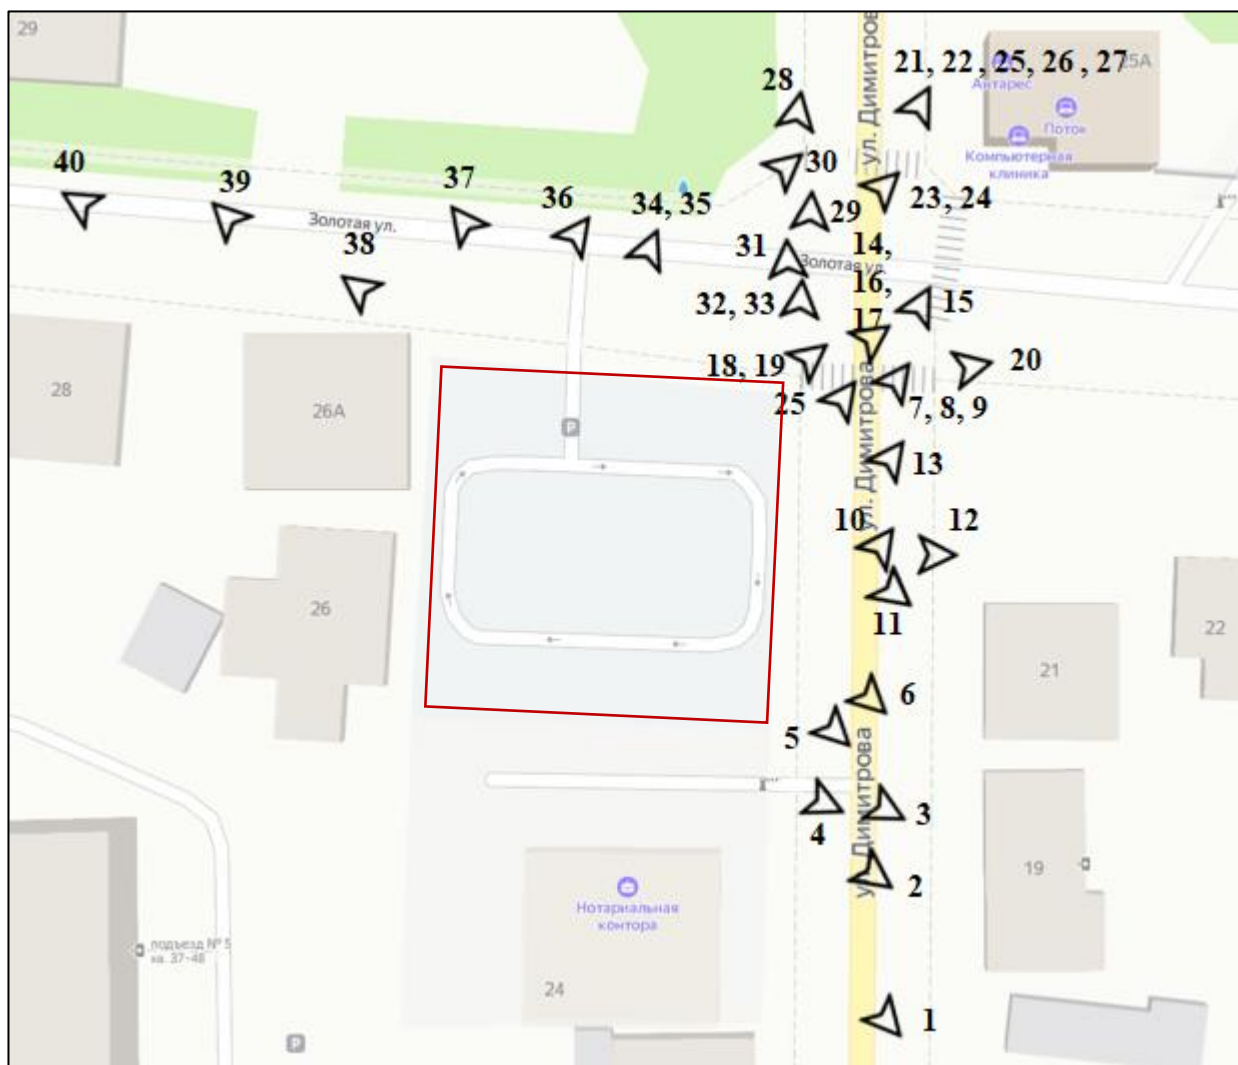 29
ул. Димитров
21, 22, 25, 26, 27
25А
Антарес
Поток
Компьютерная
клиника
28
30
40
39
37
36
34, 35
29
23, 24
Золотая ул.
38
31
14,
Золотая ул.
16,
32, 33
15
17
18, 19
20
28
26А
25
7, 8, 9
P
ул. Димитрова
13
10
12
26
11
22
21
6
5
ул. Димитрова
4
3
19
2
Нотариальная
контора
подъезд № 5
кв. 37-48
24
1
P